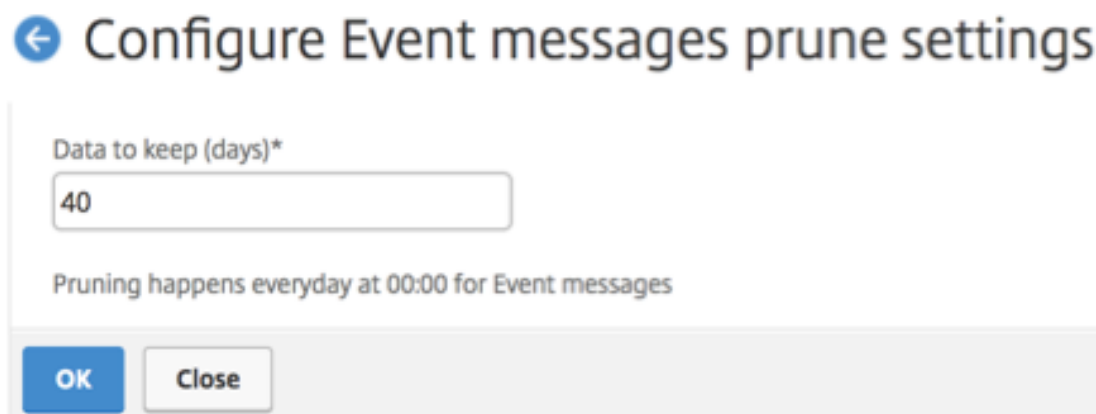 Configure Event messages prune settings
Data to keep (days)*
40
Pruning happens everyday at 00:00 for Event messages
OK Close